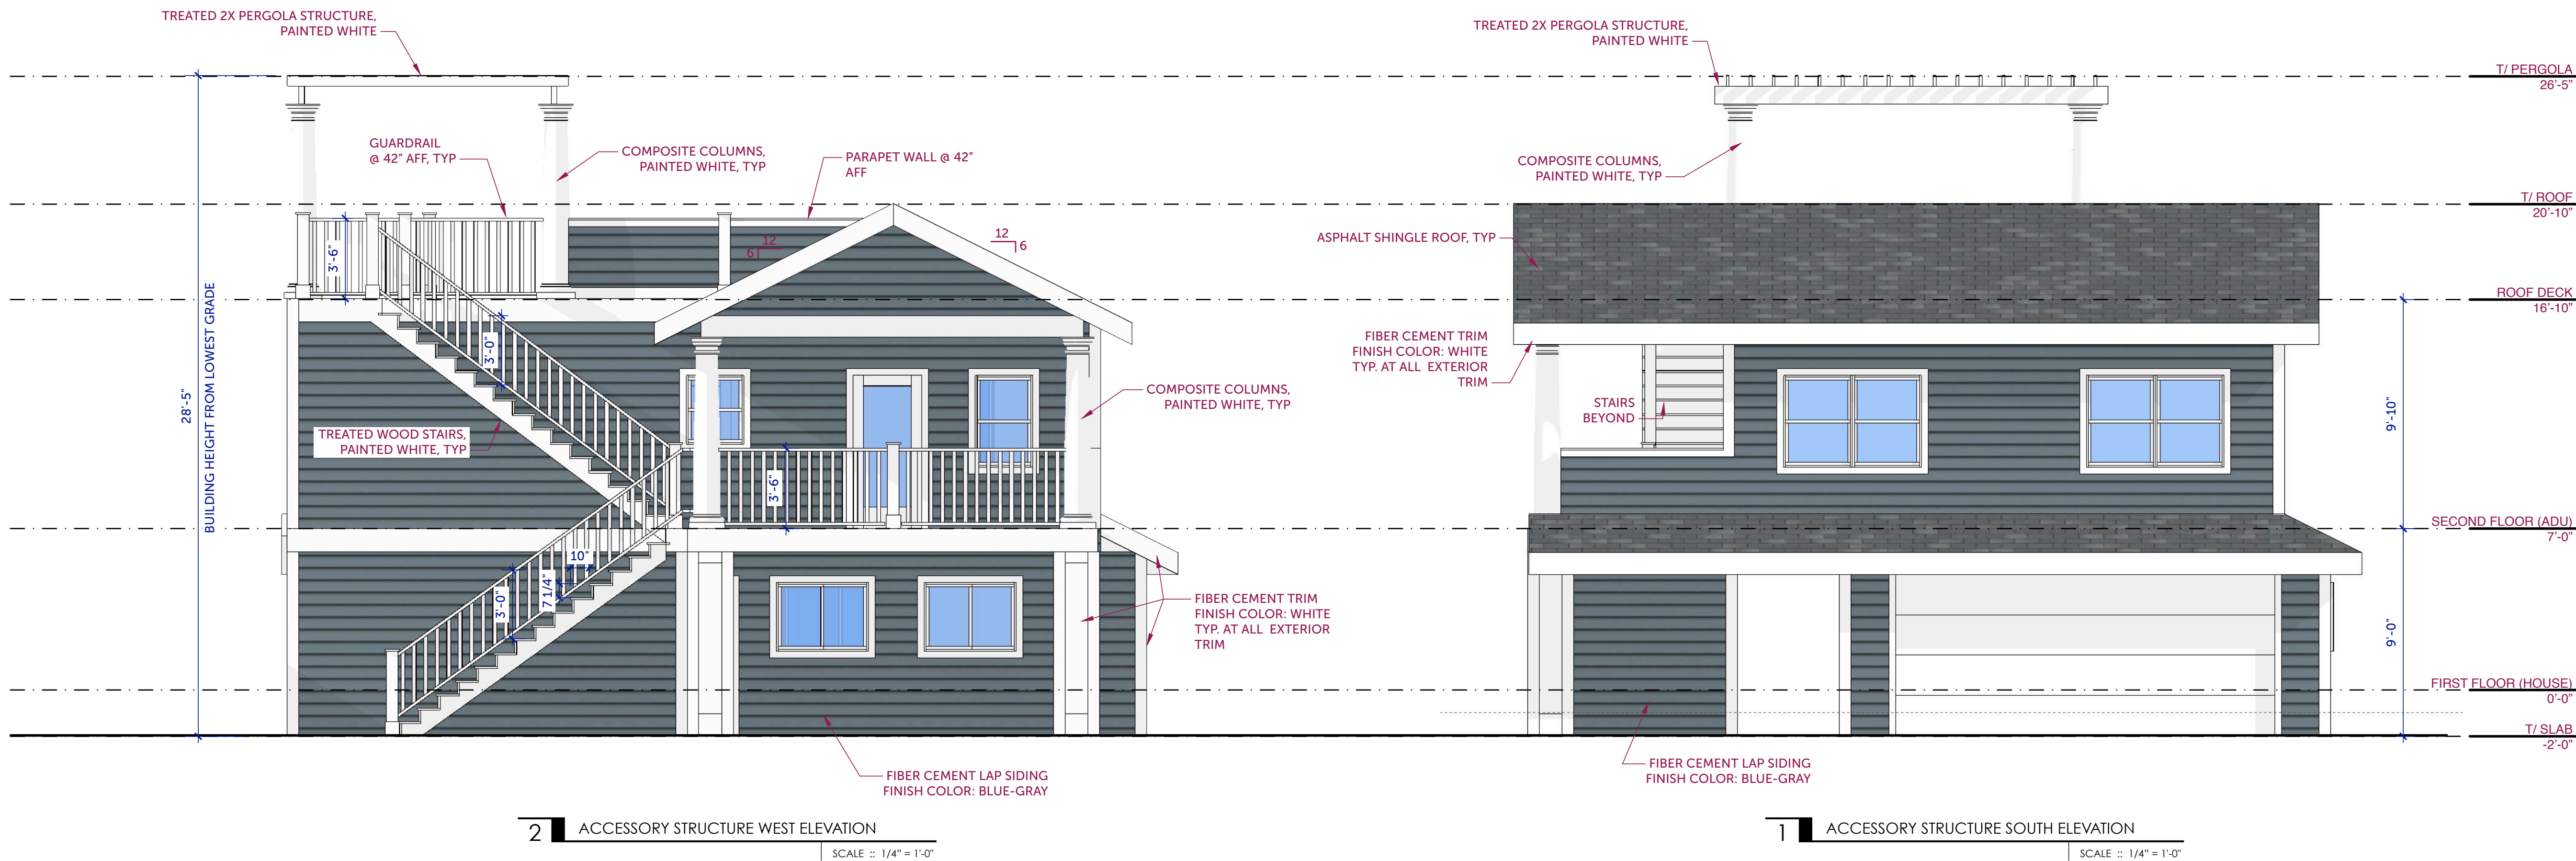 TREATED 2X PERGOLA STRUCTURE,
PAINTED WHITE
GUARDRAIL
@ 42" AFF, TYP
COMPOSITE COLUMNS,
PAINTED WHITE, TYP
PARAPET WALL @ 42"
AFF
12
6
12
6
3'-6"
3'-0"
28'-5"
BUILDING HEIGHT FROM LOWEST GRADE
TREATED WOOD STAIRS,
PAINTED WHITE, TYP
COMPOSITE COLUMNS,
PAINTED WHITE, TYP
3'-6"
10"
7 1/4"
3'-0"
FIBER CEMENT TRIM
FINISH COLOR: WHITE
TYP. AT ALL EXTERIOR
TRIM
FIBER CEMENT LAP SIDING
FINISH COLOR: BLUE-GRAY
2
ACCESSORY STRUCTURE WEST ELEVATION
SCALE :: 1/4" = 1'-0"
TREATED 2X PERGOLA STRUCTURE,
PAINTED WHITE
COMPOSITE COLUMNS,
PAINTED WHITE, TYP
ASPHALT SHINGLE ROOF, TYP
FIBER CEMENT TRIM
FINISH COLOR: WHITE
TYP. AT ALL EXTERIOR
TRIM
STAIRS
BEYOND
FIBER CEMENT LAP SIDING
FINISH COLOR: BLUE-GRAY
9'-10"
9'-0"
T/ PERGOLA
26'-5"
T/ ROOF
20'-10"
ROOF DECK
16'-10"
SECOND FLOOR (ADU)
7'-0"
FIRST FLOOR (HOUSE)
0'-0"
T/ SLAB
-2'-0"
1
ACCESSORY STRUCTURE SOUTH ELEVATION
SCALE :: 1/4" = 1'-0"